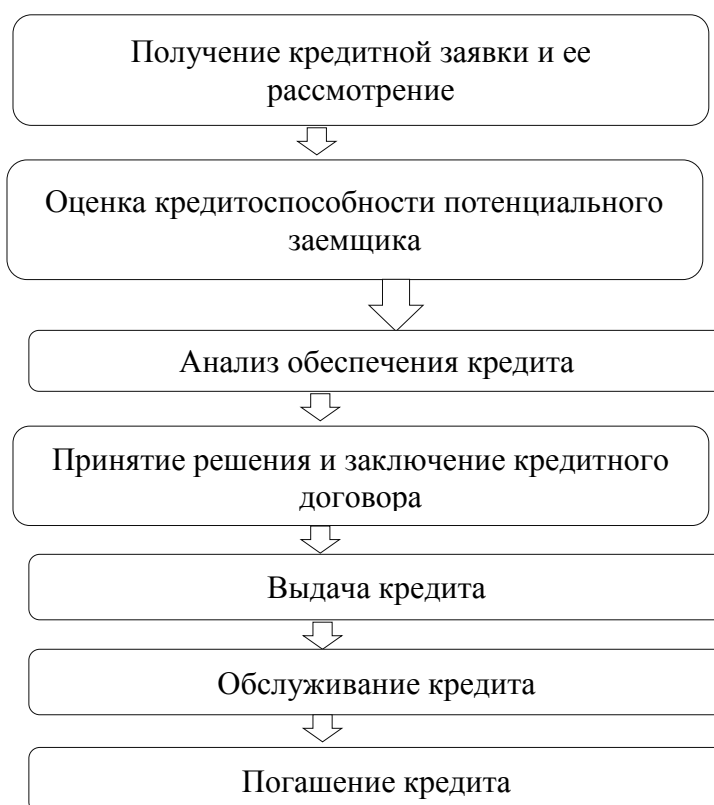 Получение кредитной заявки и ее
рассмотрение
Оценка кредитоспособности потенциального
заемщика
Анализ обеспечения кредита
Принятие решения и заключение кредитного
договора
Выдача кредита
Обслуживание кредита
Погашение кредита